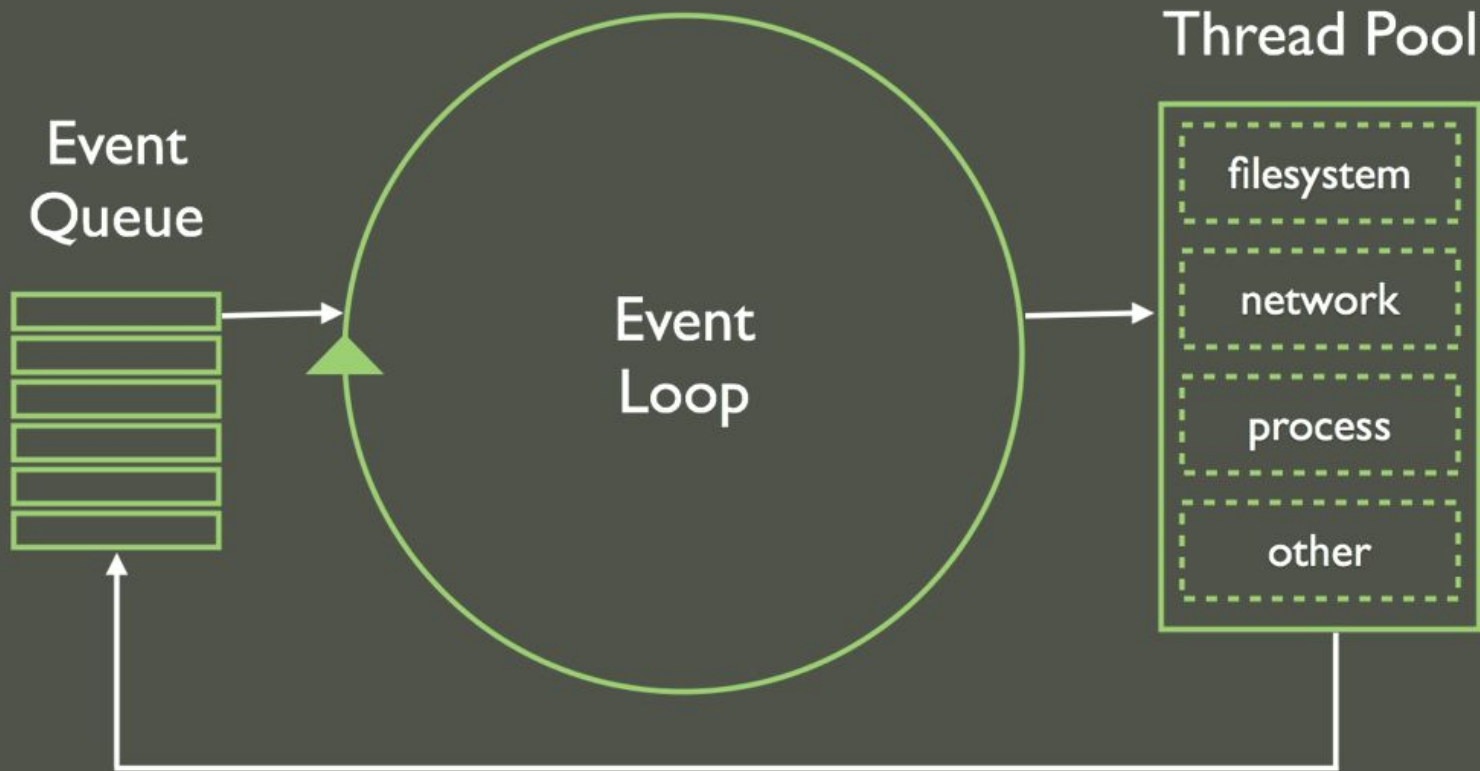 Event
Queue
Event
Loop
Thread Pool
filesystem
network
process
other